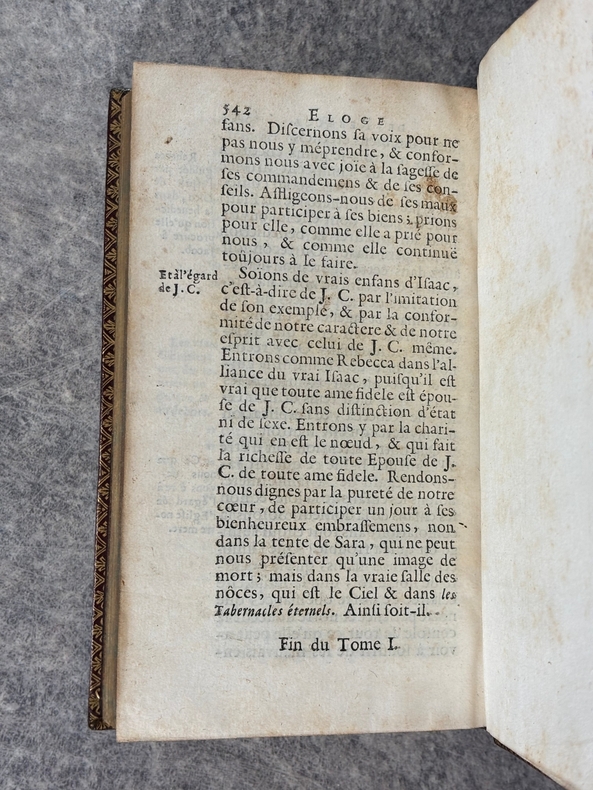 542 ELOGE
fans. Discernons sa voix pour ne
pas nous y méprendre, & confor-
mons nous avec joïe à la sagesse de
ses commandemens & de ses con-
seils. Affligeons-nous de ses maux
pour participer à ses biens ; prions
pour elle, comme elle a prié pour
nous, & comme elle continuë
toûjours à le faire.
Et à l'égard
de J. C.
Soïons de vrais enfans d'Isaac,
c'est-à-dire de J. C. par l'imitation
de son exemple, & par la confor-
mité de notre caractere & de notre
esprit avec celui de J. C. même.
Entrons comme Rebecca dans l'al-
liance du vrai Isaac, puisqu'il est
vrai que toute ame fidele est épou-
se de J. C. sans distinction d'état
ni de sexe. Entrons y par la chari-
té qui en est le nœud, & qui fait
la richesse de toute Epouse de J.
C. de toute ame fidele. Rendons-
nous dignes par la pureté de notre
cœur, de participer un jour à ses
bienheureux embrassemens, non
dans la tente de Sara, qui ne peut
nous présenter qu'une image de
mort ; mais dans la vraie salle des
nôces, qui est le Ciel & dans les
Tabernacles éternels. Ainsi soit-il.
Fin du Tome I.